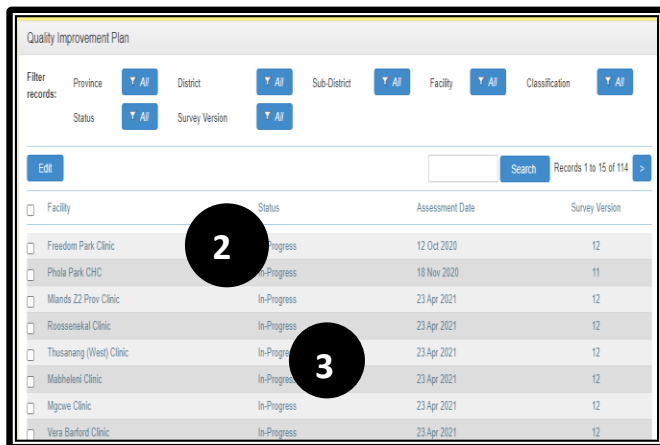 Quality Improvement Plan
Filter records: Province All District All Sub-District All Facility All Classification All
Status All Survey Version All
Edit Search Records 1 to 15 of 114 >
Facility Status Assessment Date Survey Version
Freedom Park Clinic 2 -Progress 12 Oct 2020 12
Phola Park CHC In-Progress 18 Nov 2020 11
Mlands Z2 Prov Clinic In-Progress 23 Apr 2021 12
Roossenekal Clinic In-Progress 23 Apr 2021 12
Thusanang (West) Clinic In-Progress 3 23 Apr 2021 12
Mabheleni Clinic In-Progress 23 Apr 2021 12
Mgcwe Clinic In-Progress 23 Apr 2021 12
Vera Barford Clinic In-Progress 23 Apr 2021 12